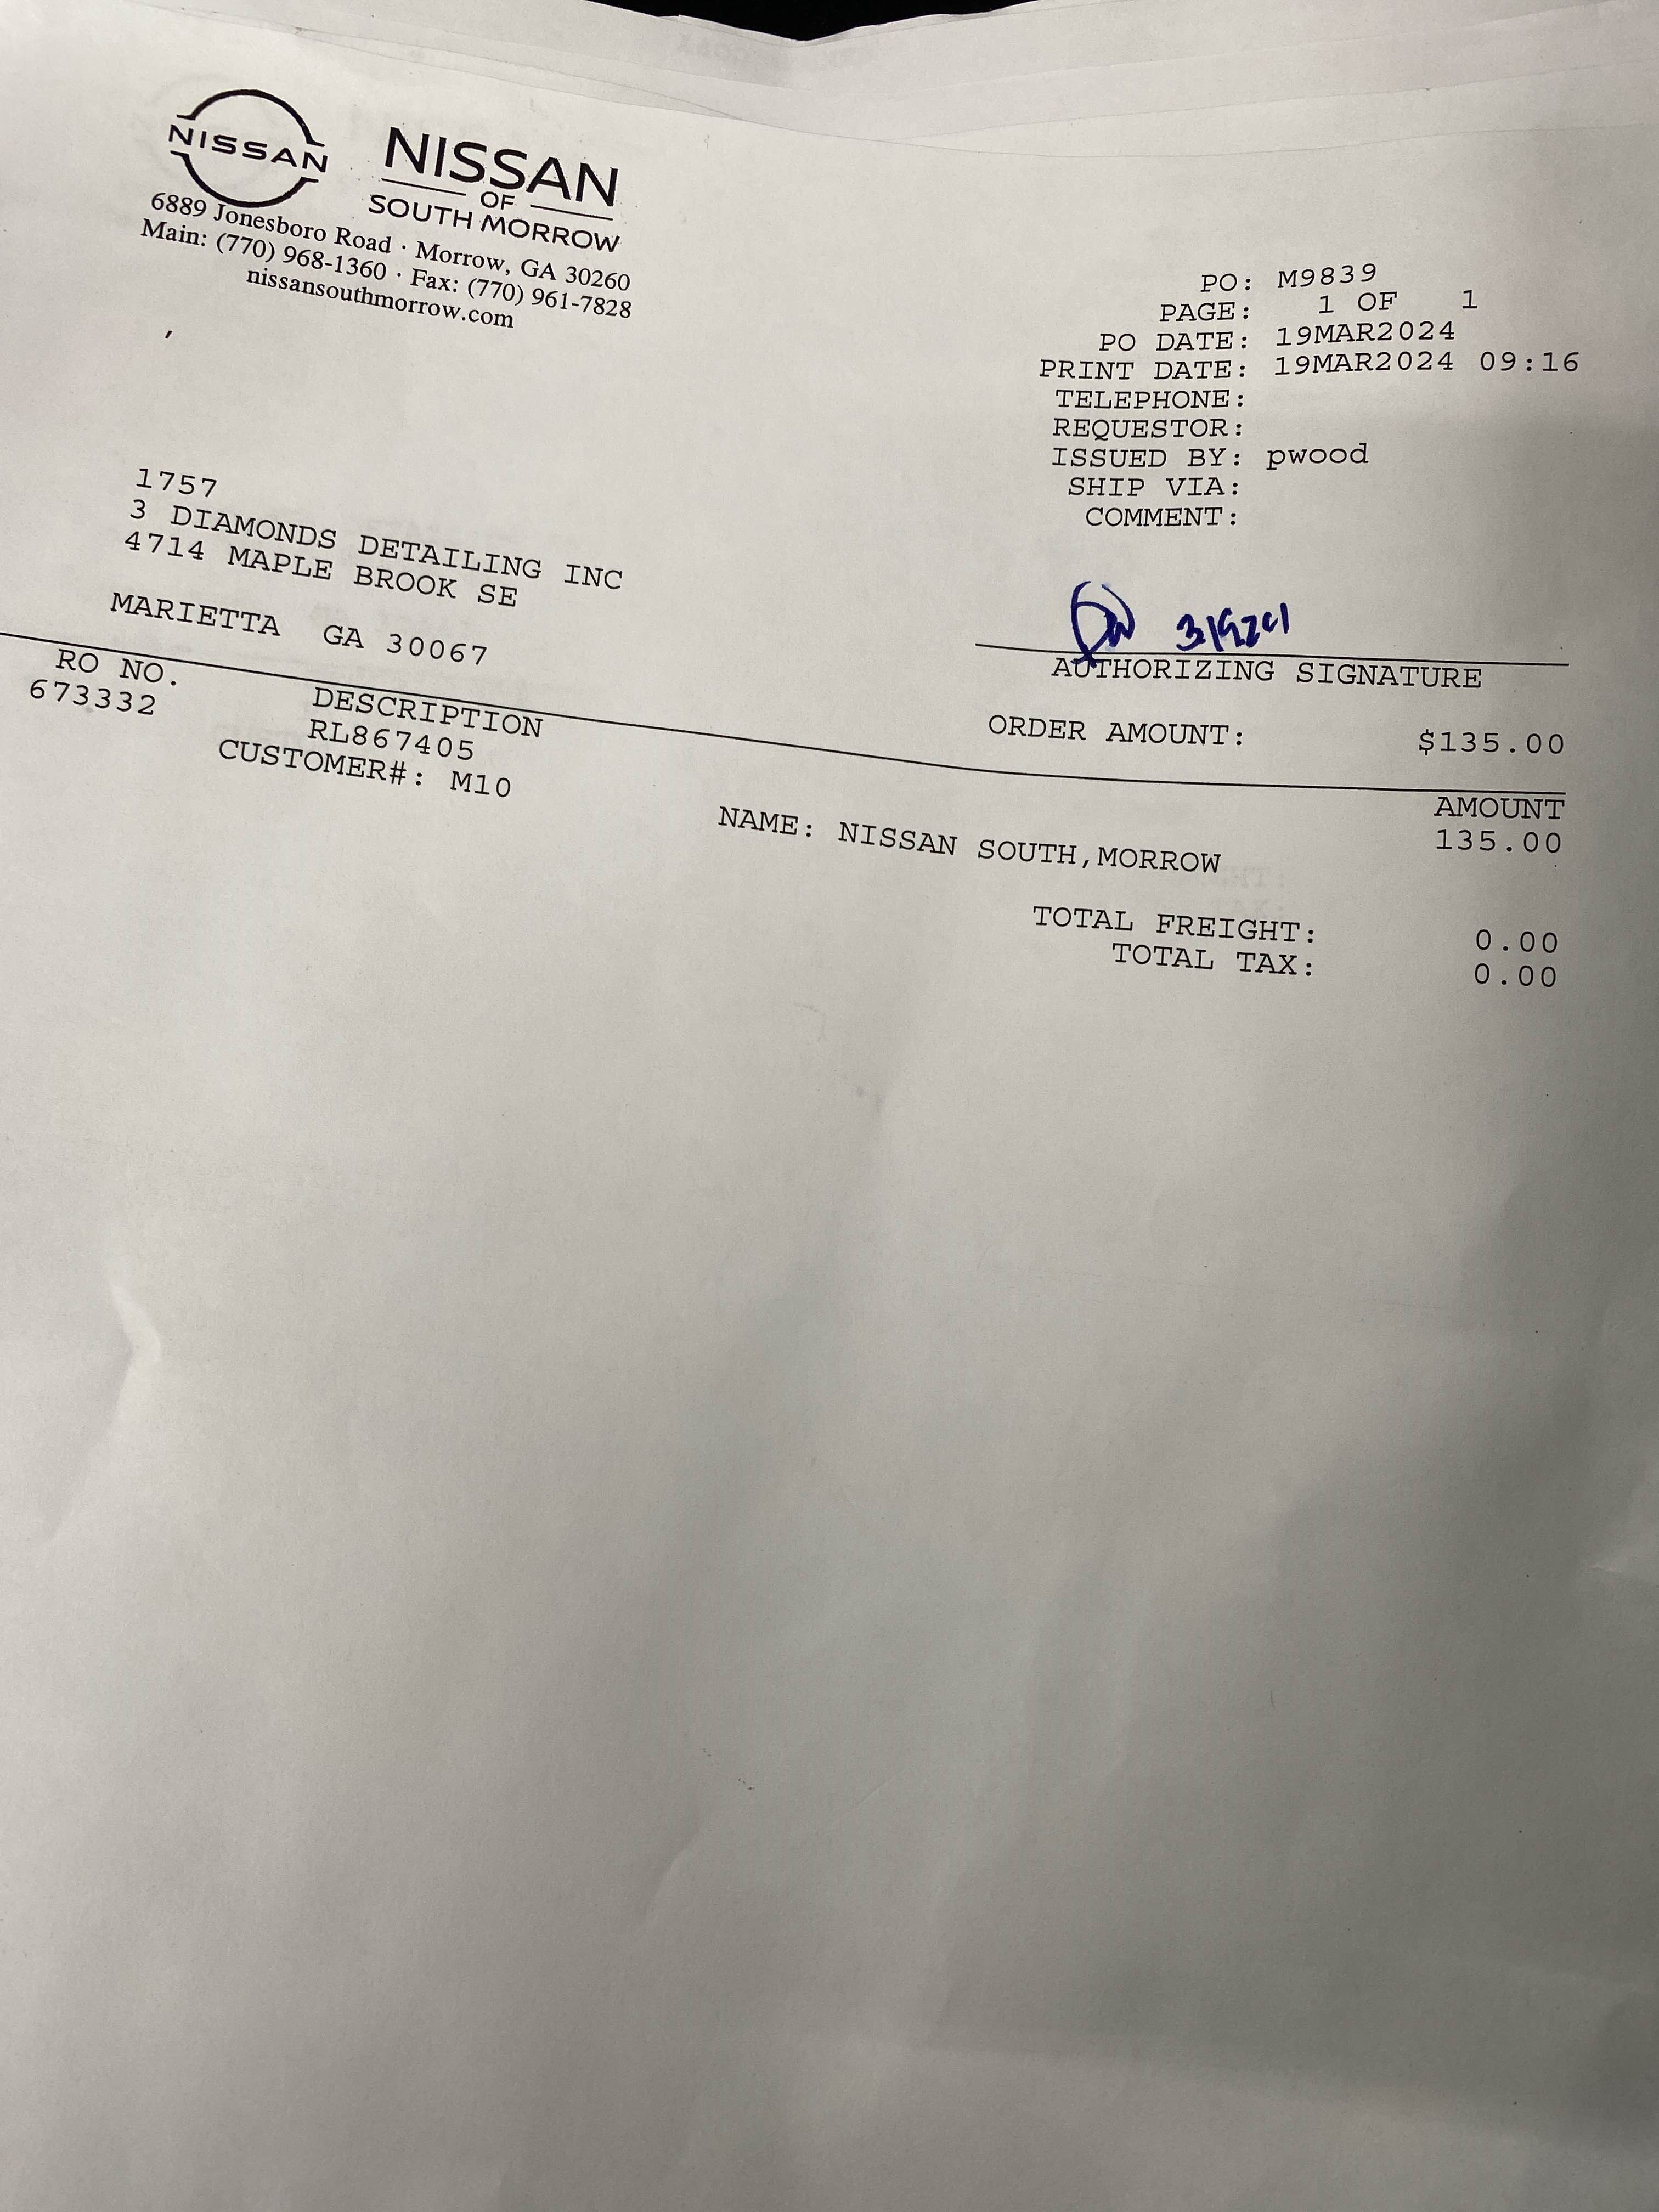 NISSAN
NISSAN
OF
SOUTH MORROW
6889 Jonesboro Road · Morrow, GA 30260
Main: (770) 968-1360 · Fax: (770) 961-7828
nissansouthmorrow.com
PO: M9839
PAGE: 1 OF 1
PO DATE: 19MAR2024
PRINT DATE: 19MAR2024 09:16
TELEPHONE:
REQUESTOR:
ISSUED BY: pwood
SHIP VIA:
COMMENT:
1757
3 DIAMONDS DETAILING INC
4714 MAPLE BROOK SE
MARIETTA GA 30067
AUTHORIZING SIGNATURE
ORDER AMOUNT: $135.00
RO NO. DESCRIPTION AMOUNT
673332 RL867405 135.00
CUSTOMER#: M10 NAME: NISSAN SOUTH,MORROW
TOTAL FREIGHT: 0.00
TOTAL TAX: 0.00